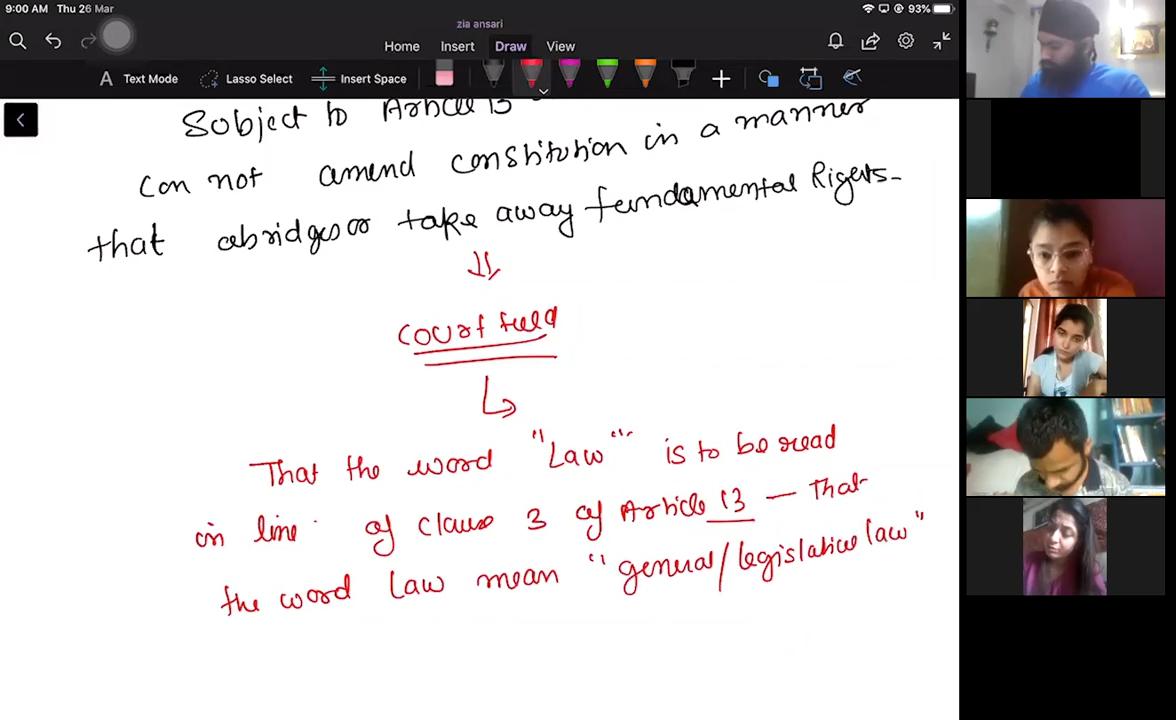 9:00 AM Thu 26 Mar
93%
zia ansari
Home Insert Draw View
Text Mode Lasso Select Insert Space
Sobject to Article 13
Can not amend constitution in a manner
that abridges or take away fundamental Rigets-
Court field
That the word "Law" is to be read
in line of clause 3 of Article 13 — That
the word law mean "general/legislative law"